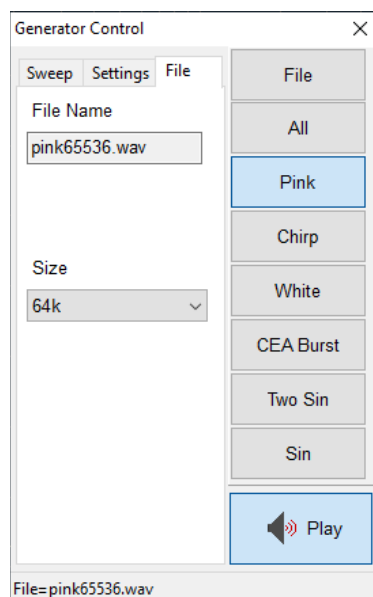 Generator Control
Sweep Settings File
File Name
pink65536.wav
Size
64k
File
All
Pink
Chirp
White
CEA Burst
Two Sin
Sin
Play
File=pink65536.wav